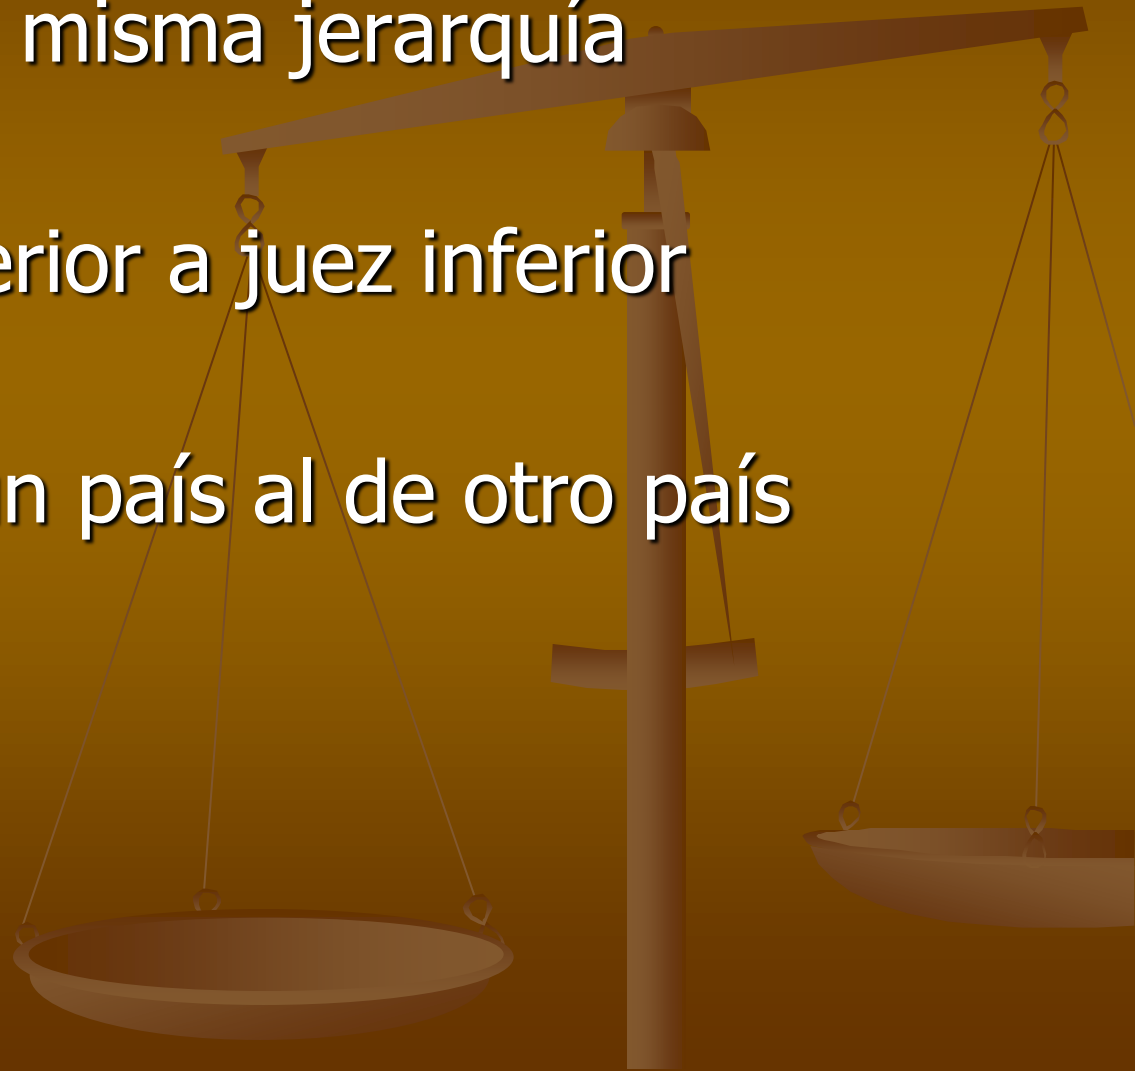 misma jerarquía
erior a juez inferior
n país al de otro país